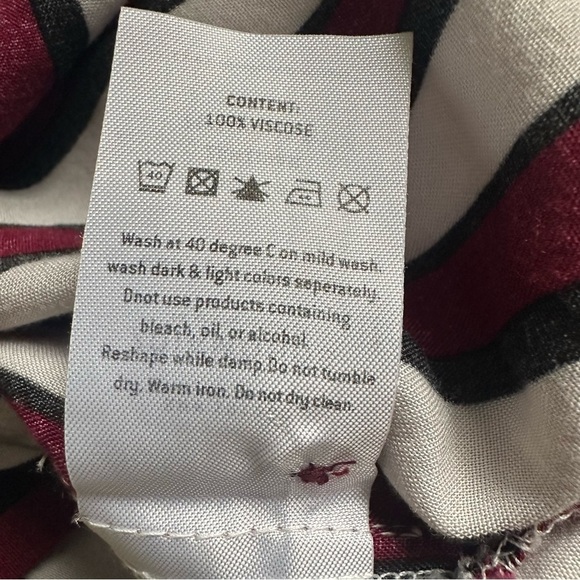 CONTENT:
100% VISCOSE
40
Wash at 40 degree C on mild wash.
wash dark & light colors seperately.
Dnot use products containing
bleach, oil, or alcohol.
Reshape while damp.Do not tumble
dry. Warm iron. Do not dry clean.